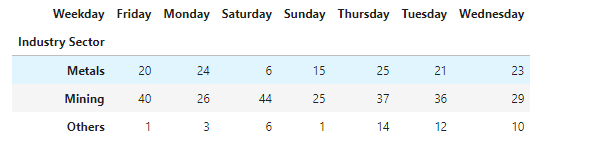 Weekday Friday Monday Saturday Sunday Thursday Tuesday Wednesday
Industry Sector
Metals 20 24 6 15 25 21 23
Mining 40 26 44 25 37 36 29
Others 1 3 6 1 14 12 10